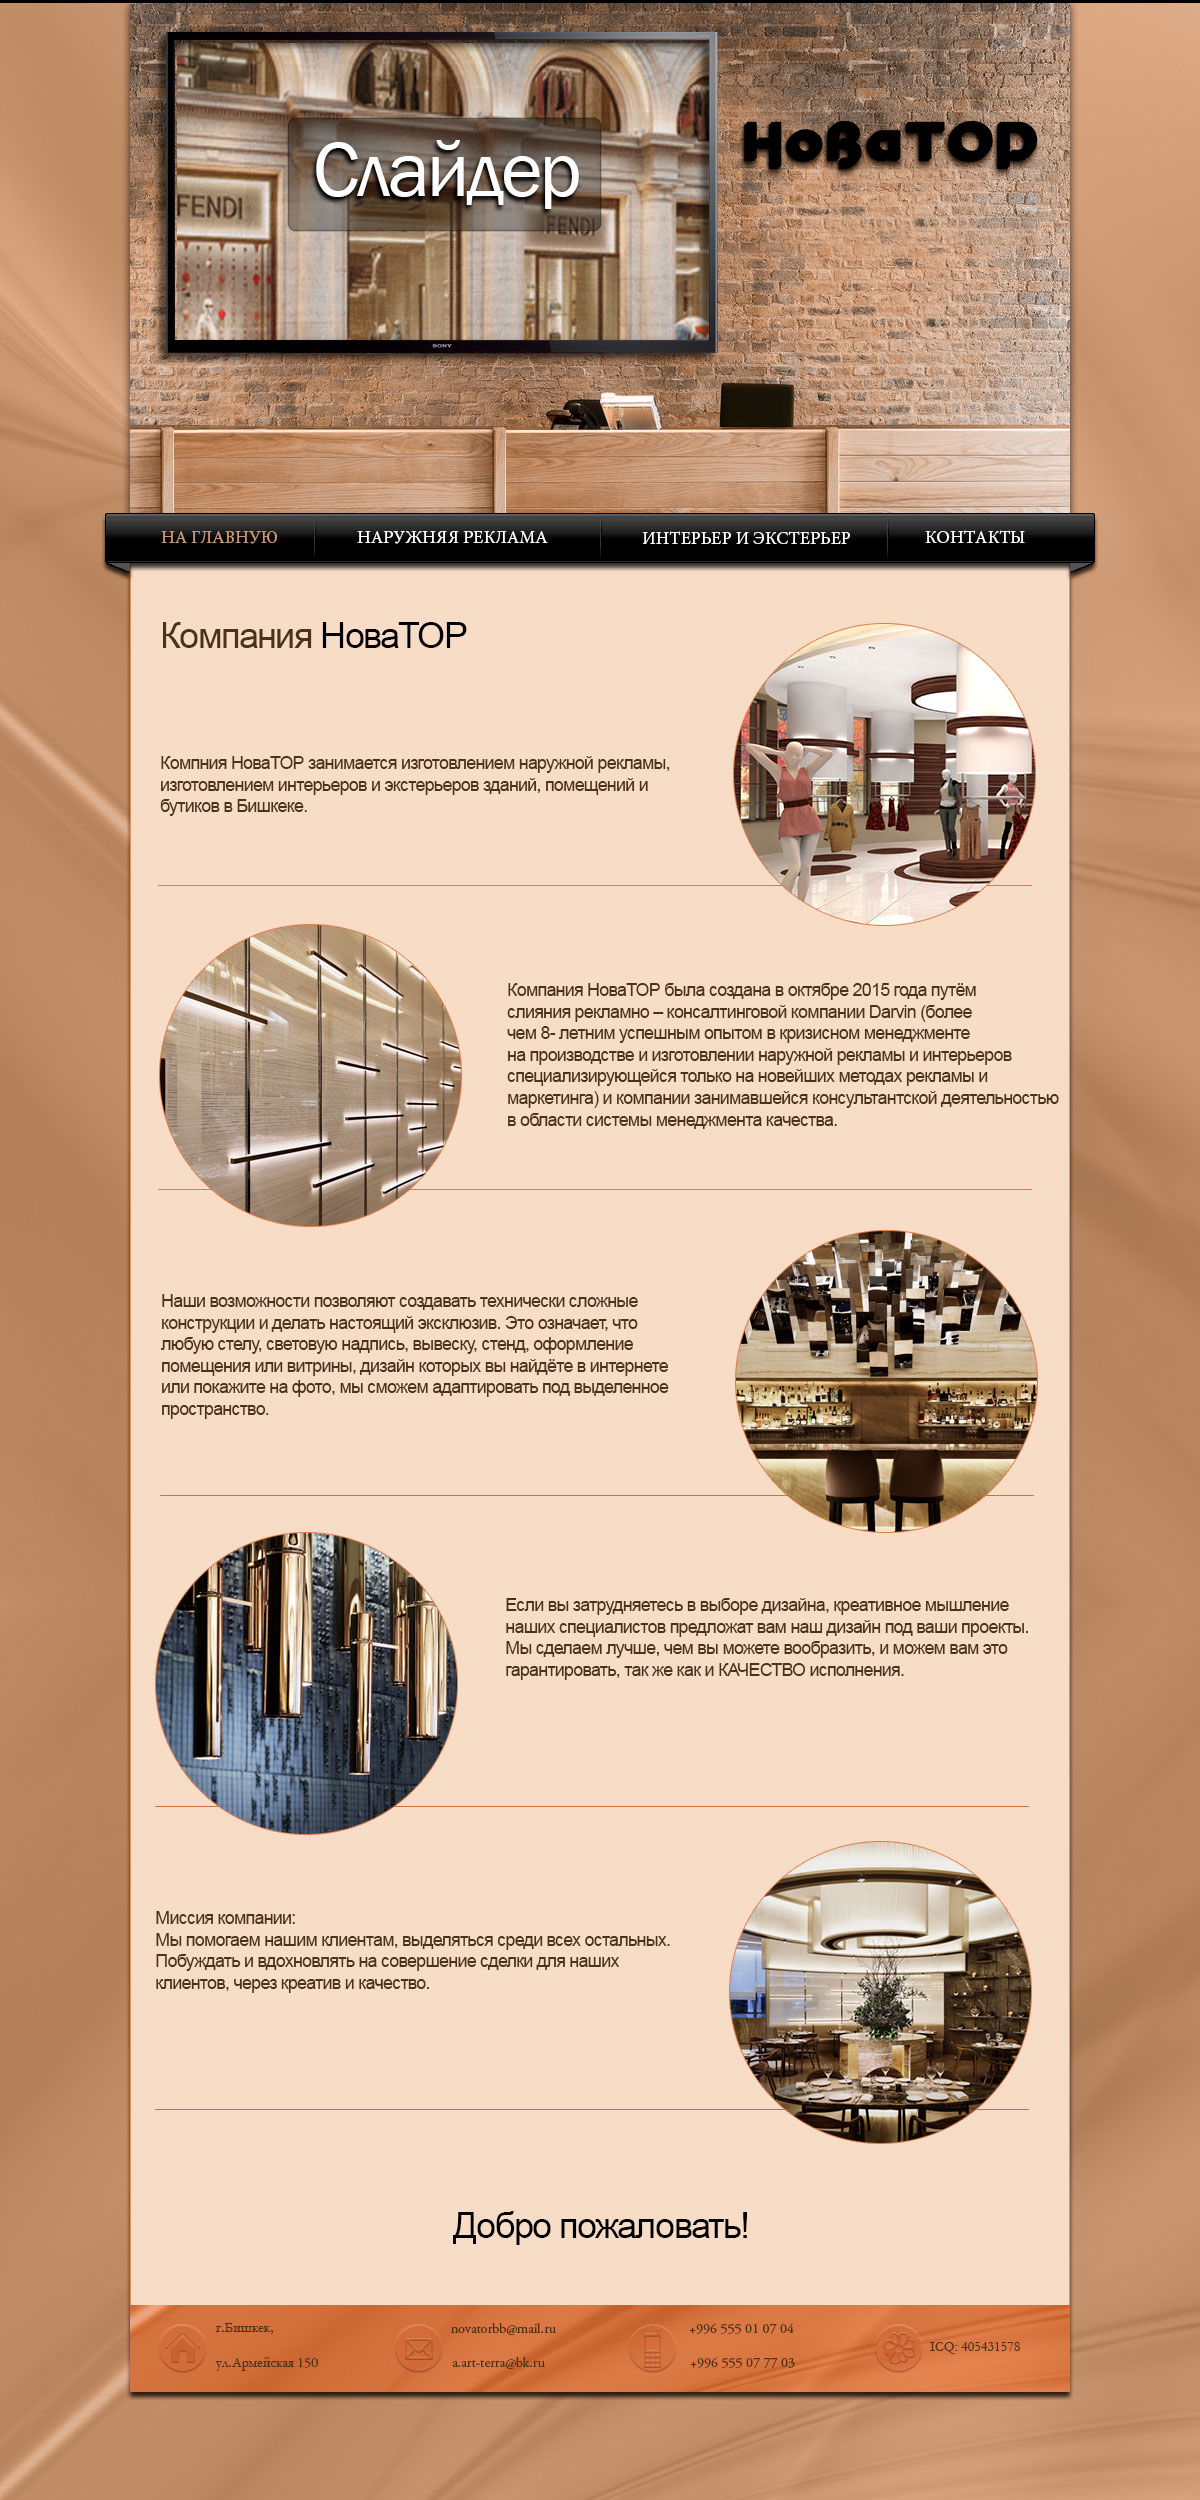 FENDI
Слайдер
FENDI
НоВаТОР
SONY
НА ГЛАВНУЮ
НАРУЖНЯЯ РЕКЛАМА
ИНТЕРЬЕР И ЭКСТЕРЬЕР
КОНТАКТЫ
Компания НоваТОР
Компния НоваТОР занимается изготовлением наружной рекламы,
изготовлением интерьеров и экстерьеров зданий, помещений и
бутиков в Бишкеке.
Компания НоваТОР была создана в октябре 2015 года путём
слияния рекламно – консалтинговой компании Darvin (более
чем 8- летним успешным опытом в кризисном менеджменте
на производстве и изготовлении наружной рекламы и интерьеров
специализирующейся только на новейших методах рекламы и
маркетинга) и компании занимавшейся консультантской деятельностью
в области системы менеджмента качества.
Наши возможности позволяют создавать технически сложные
конструкции и делать настоящий эксклюзив. Это означает, что
любую стелу, световую надпись, вывеску, стенд, оформление
помещения или витрины, дизайн которых вы найдёте в интернете
или покажите на фото, мы сможем адаптировать под выделенное
пространство.
Если вы затрудняетесь в выборе дизайна, креативное мышление
наших специалистов предложат вам наш дизайн под ваши проекты.
Мы сделаем лучше, чем вы можете вообразить, и можем вам это
гарантировать, так же как и КАЧЕСТВО исполнения.
Миссия компании:
Мы помогаем нашим клиентам, выделяться среди всех остальных.
Побуждать и вдохновлять на совершение сделки для наших
клиентов, через креатив и качество.
Добро пожаловать!
г.Бишкек,
ул.Армейская 150
novatorbb@mail.ru
a.art-terra@bk.ru
+996 555 01 07 04
+996 555 07 77 03
ICQ: 405431578